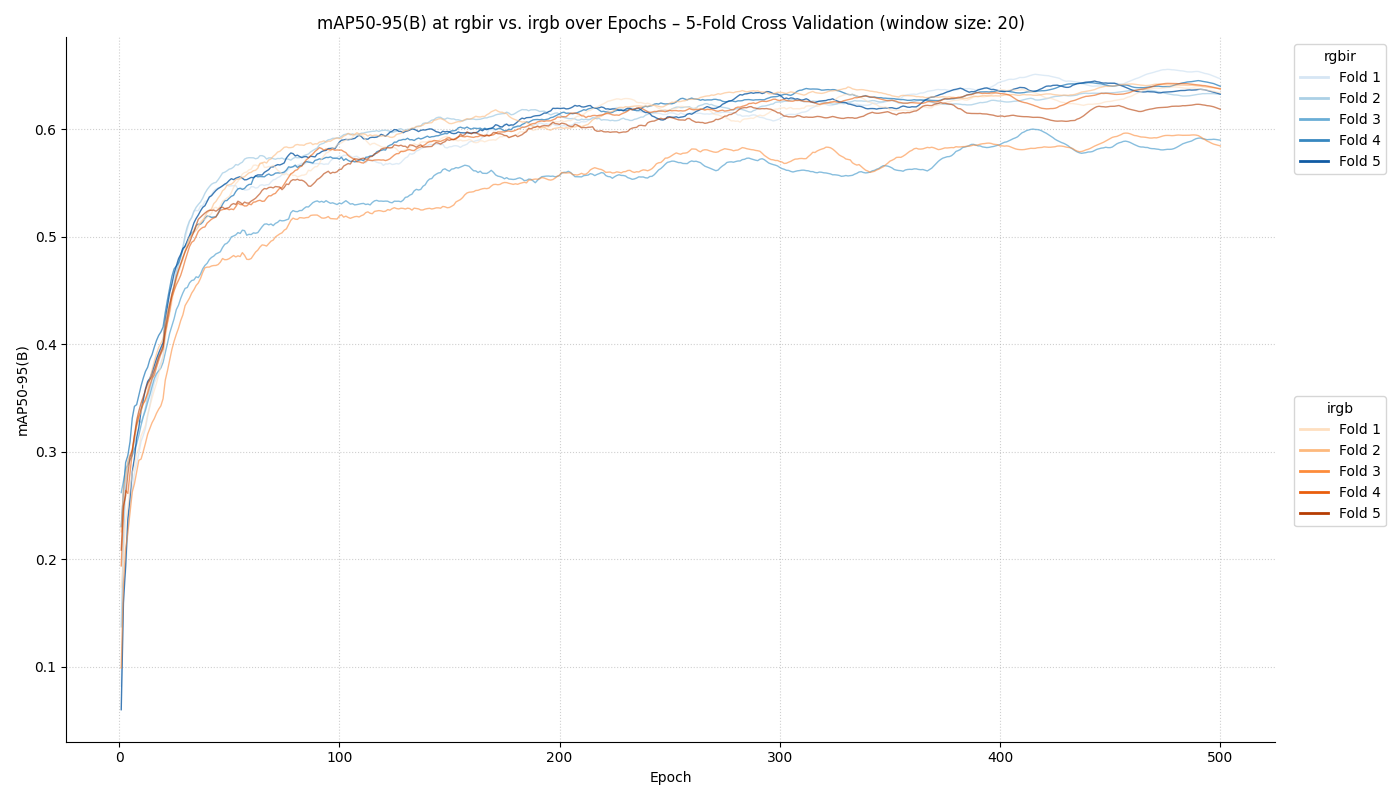 mAP50-95(B) at rgbir vs. irgb over Epochs – 5-Fold Cross Validation (window size: 20)
mAP50-95(B)
0.6
0.5
0.4
0.3
0.2
0.1
0
100
200
300
400
500
Epoch
rgbir
Fold 1
Fold 2
Fold 3
Fold 4
Fold 5
irgb
Fold 1
Fold 2
Fold 3
Fold 4
Fold 5